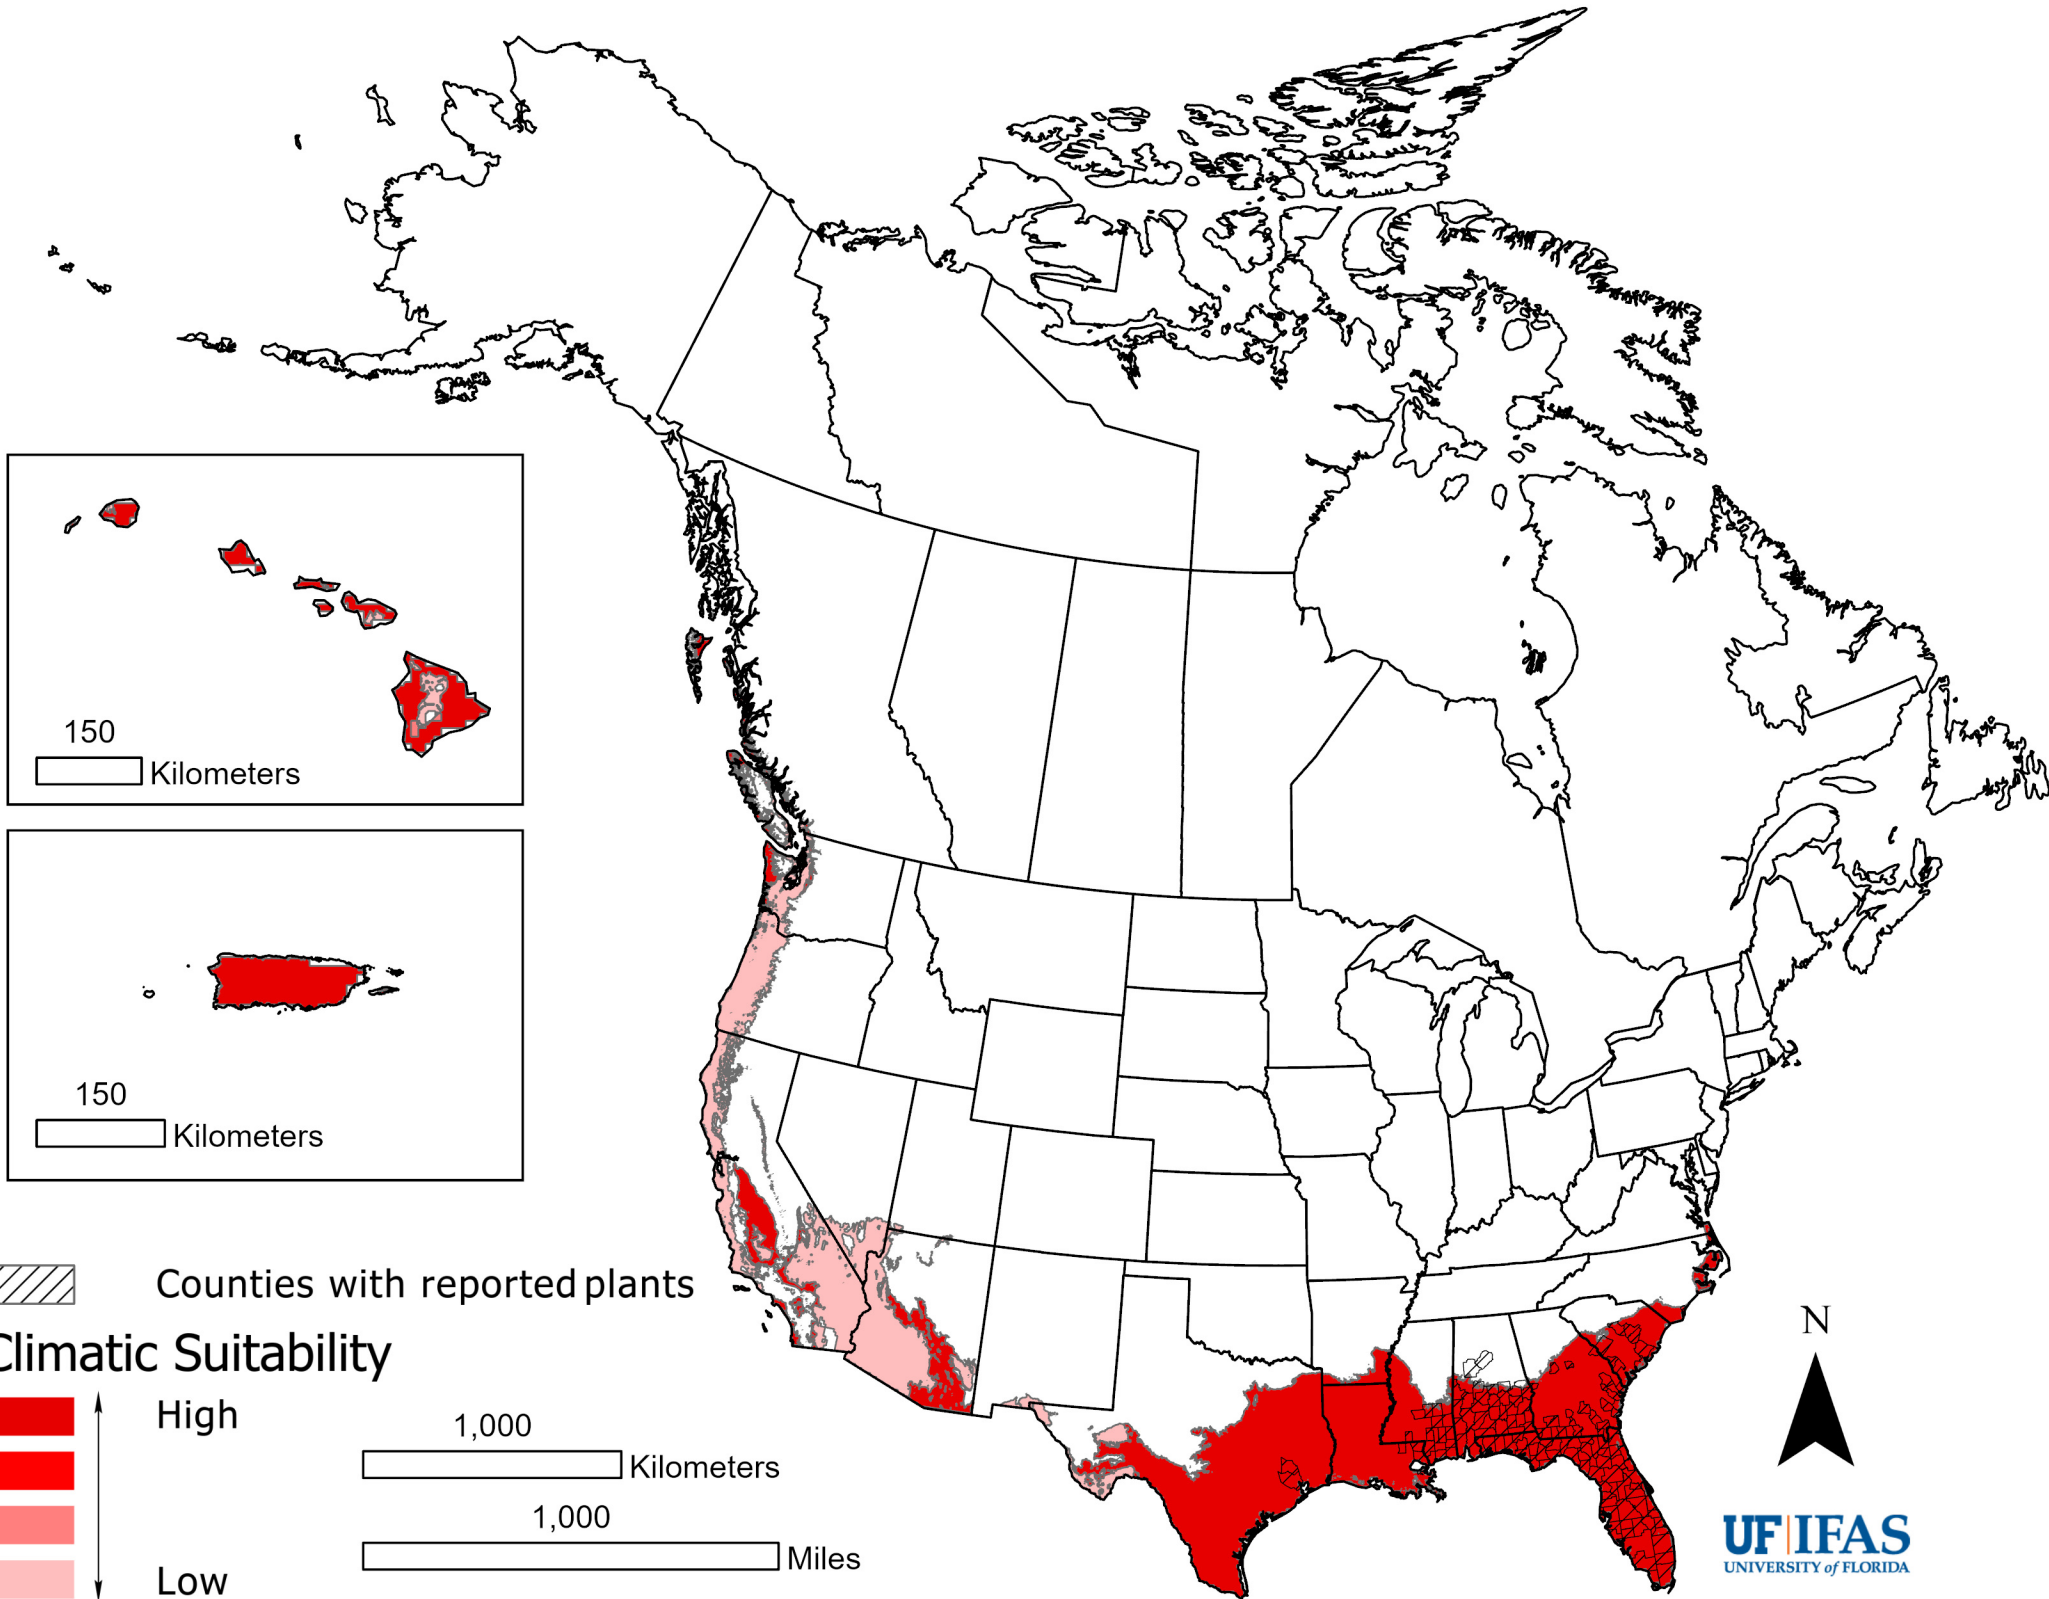 150
Kilometers
150
Kilometers
Counties with reported plants
Climatic Suitability
High
Low
1,000
Kilometers
1,000
Miles
N
UF|IFAS
UNIVERSITY of FLORIDA